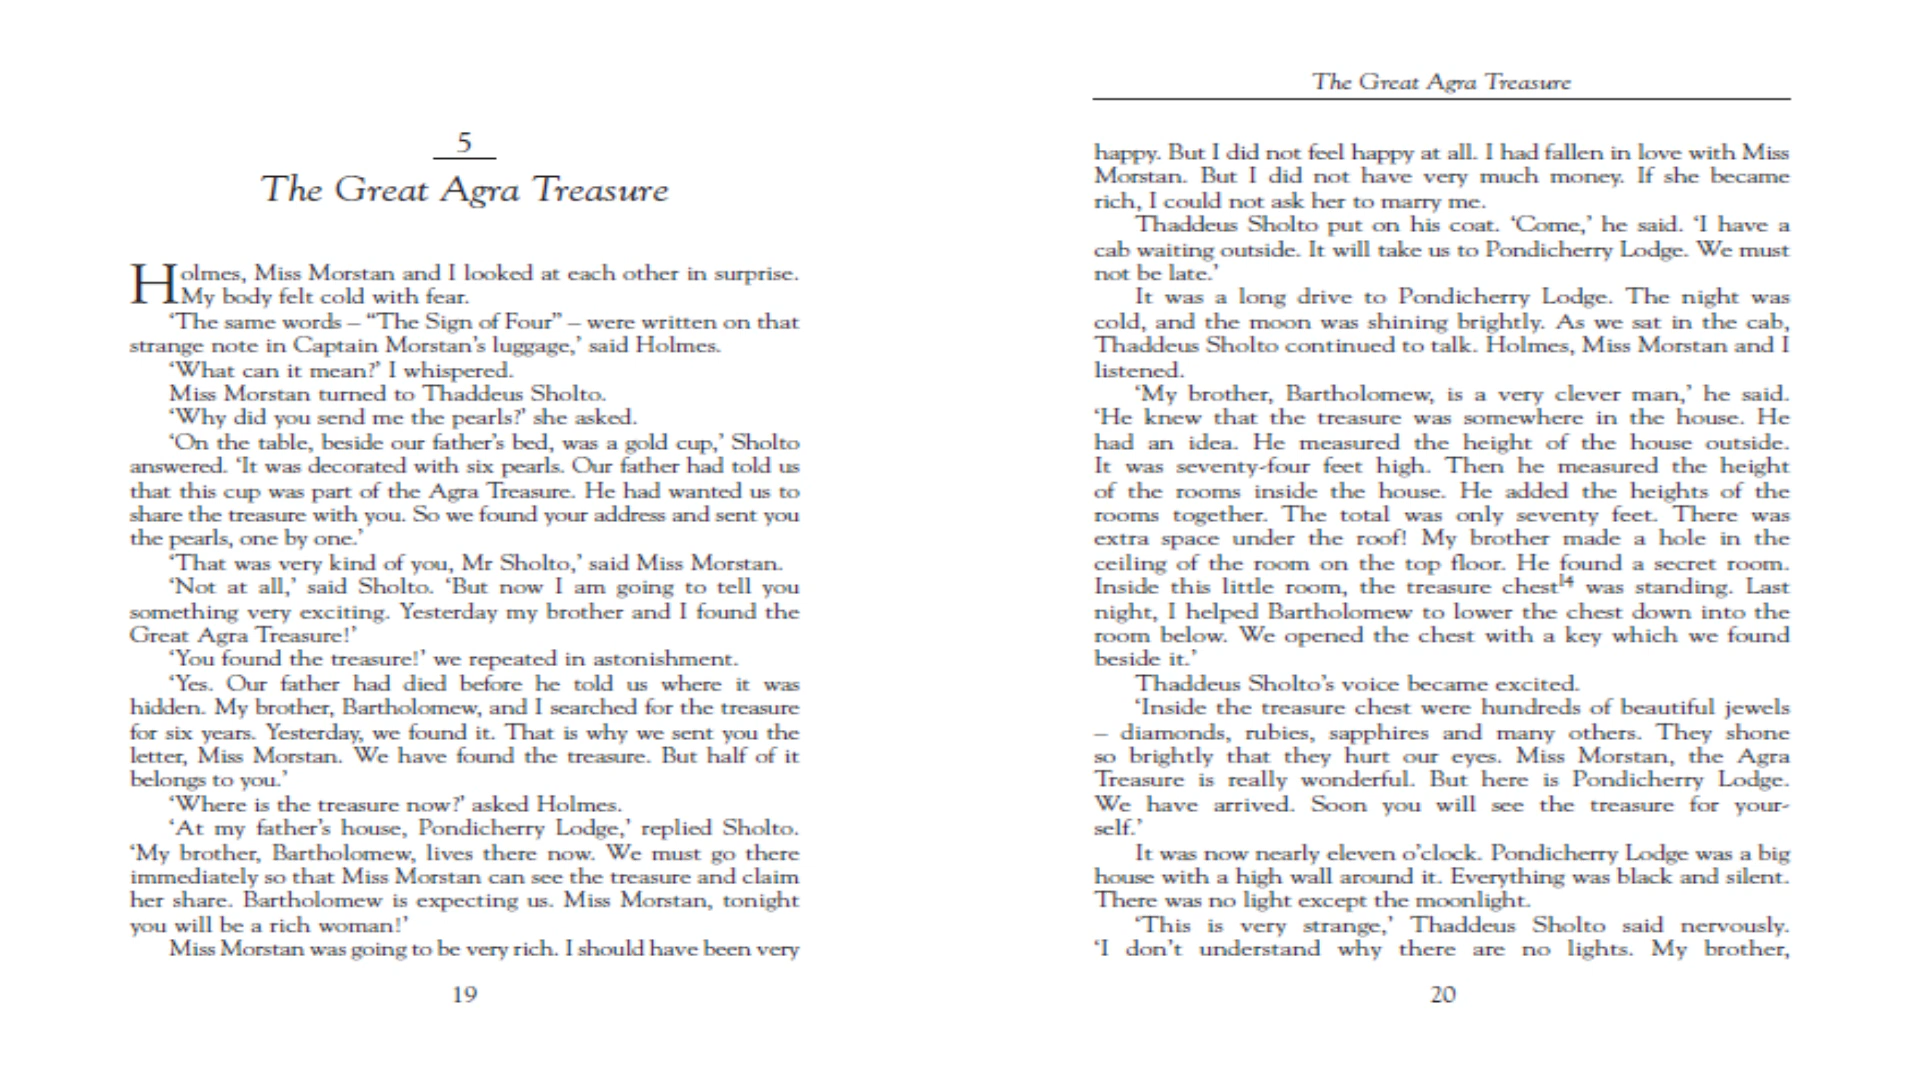 5
The Great Agra Treasure
Holmes, Miss Morstan and I looked at each other in surprise.
My body felt cold with fear.
‘The same words – “The Sign of Four” – were written on that
strange note in Captain Morstan’s luggage,’ said Holmes.
‘What can it mean?’ I whispered.
Miss Morstan turned to Thaddeus Sholto.
‘Why did you send me the pearls?’ she asked.
‘On the table, beside our father’s bed, was a gold cup,’ Sholto
answered. ‘It was decorated with six pearls. Our father had told us
that this cup was part of the Agra Treasure. He had wanted us to
share the treasure with you. So we found your address and sent you
the pearls, one by one.’
‘That was very kind of you, Mr Sholto,’ said Miss Morstan.
‘Not at all,’ said Sholto. ‘But now I am going to tell you
something very exciting. Yesterday my brother and I found the
Great Agra Treasure!’
‘You found the treasure!’ we repeated in astonishment.
‘Yes. Our father had died before he told us where it was
hidden. My brother, Bartholomew, and I searched for the treasure
for six years. Yesterday, we found it. That is why we sent you the
letter, Miss Morstan. We have found the treasure. But half of it
belongs to you.’
‘Where is the treasure now?’ asked Holmes.
‘At my father’s house, Pondicherry Lodge,’ replied Sholto.
‘My brother, Bartholomew, lives there now. We must go there
immediately so that Miss Morstan can see the treasure and claim
her share. Bartholomew is expecting us. Miss Morstan, tonight
you will be a rich woman!’
Miss Morstan was going to be very rich. I should have been very
19
The Great Agra Treasure
happy. But I did not feel happy at all. I had fallen in love with Miss
Morstan. But I did not have very much money. If she became
rich, I could not ask her to marry me.
Thaddeus Sholto put on his coat. ‘Come,’ he said. ‘I have a
cab waiting outside. It will take us to Pondicherry Lodge. We must
not be late.’
It was a long drive to Pondicherry Lodge. The night was
cold, and the moon was shining brightly. As we sat in the cab,
Thaddeus Sholto continued to talk. Holmes, Miss Morstan and I
listened.
‘My brother, Bartholomew, is a very clever man,’ he said.
‘He knew that the treasure was somewhere in the house. He
had an idea. He measured the height of the house outside.
It was seventy-four feet high. Then he measured the height
of the rooms inside the house. He added the heights of the
rooms together. The total was only seventy feet. There was
extra space under the roof! My brother made a hole in the
ceiling of the room on the top floor. He found a secret room.
Inside this little room, the treasure chest14 was standing. Last
night, I helped Bartholomew to lower the chest down into the
room below. We opened the chest with a key which we found
beside it.’
Thaddeus Sholto’s voice became excited.
‘Inside the treasure chest were hundreds of beautiful jewels
– diamonds, rubies, sapphires and many others. They shone
so brightly that they hurt our eyes. Miss Morstan, the Agra
Treasure is really wonderful. But here is Pondicherry Lodge.
We have arrived. Soon you will see the treasure for your-
self.’
It was now nearly eleven o’clock. Pondicherry Lodge was a big
house with a high wall around it. Everything was black and silent.
There was no light except the moonlight.
‘This is very strange,’ Thaddeus Sholto said nervously.
‘I don’t understand why there are no lights. My brother,
20